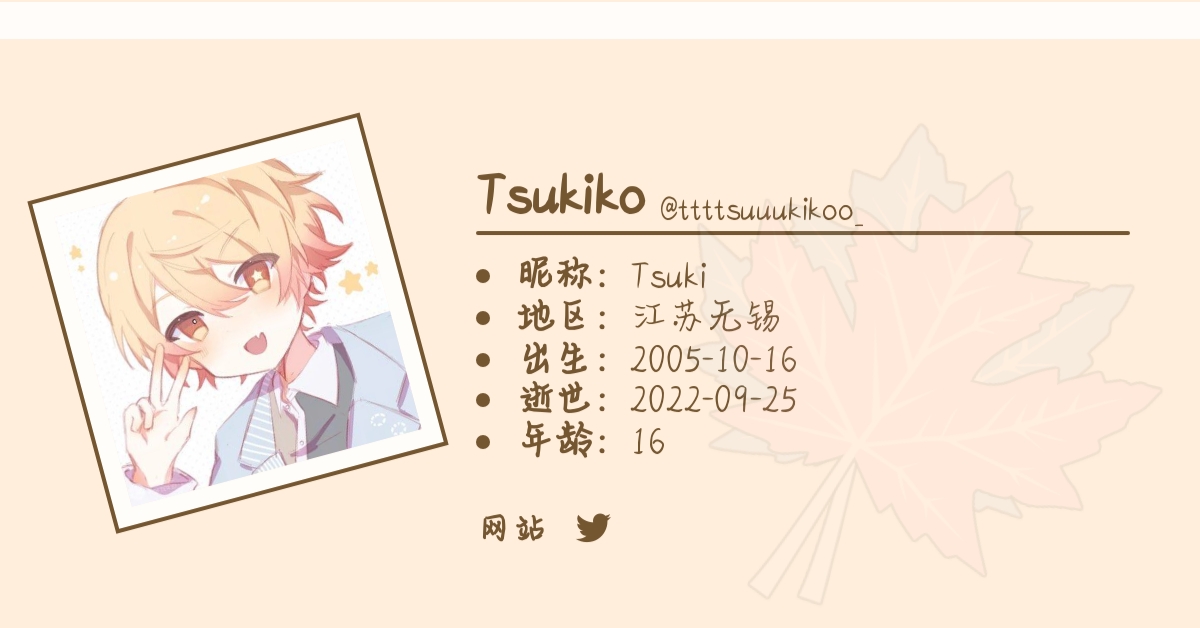 Tsukiko @ttttsuuukikoo_
昵称：Tsuki
地区：江苏无锡
出生：2005-10-16
逝世：2022-09-25
年龄：16
网站